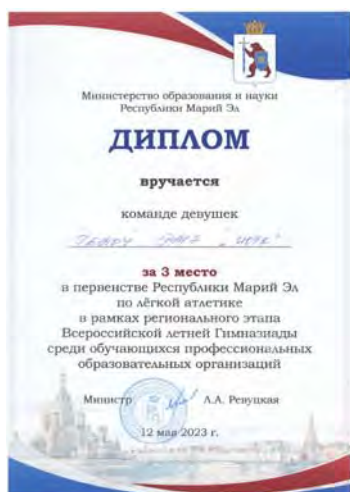 Министерство образования и науки
Республики Марий Эл
ДИПЛОМ
вручается
команде девушек
за 3 место
в первенстве Республики Марий Эл
по лёгкой атлетике
в рамках регионального этапа
Всероссийской летней Гимназиады
среди обучающихся профессиональных
образовательных организаций
Министр Л.А. Ревуцкая
12 мая 2023 г.